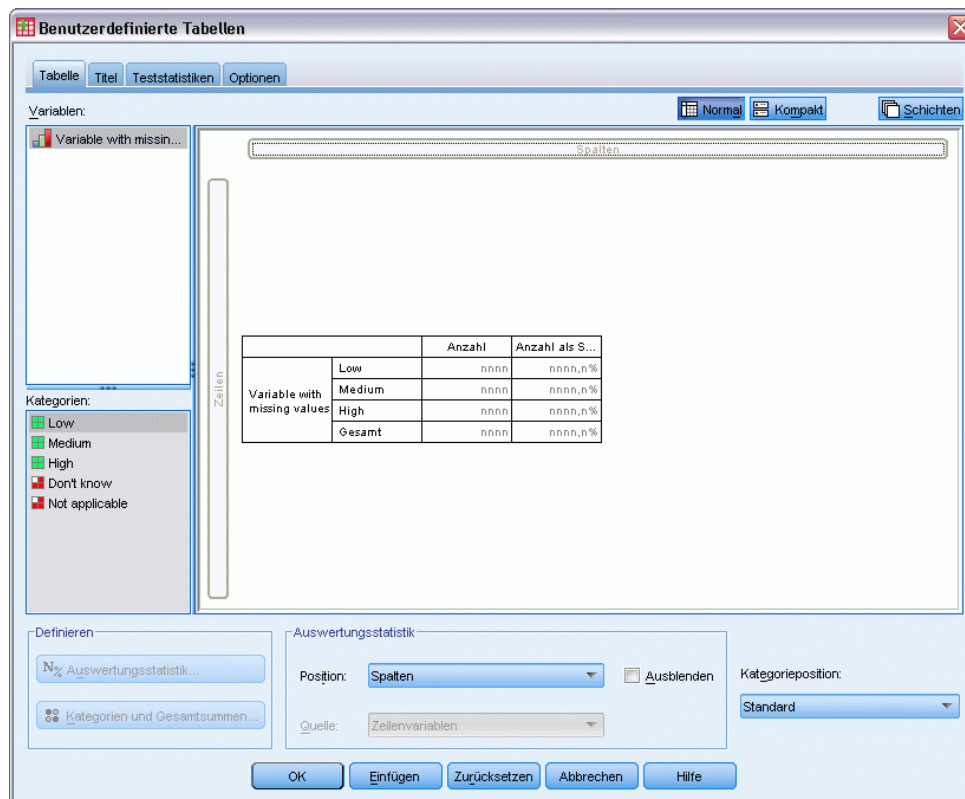 Benutzerdefinierte Tabellen
Tabelle Titel Teststatistiken Optionen
Variablen:
Normal Kompakt Schichten
Variable with missin...
Spalten
Zeilen
Anzahl Anzahl als S...
Variable with missing values
Low nnnn nnnn,n%
Medium nnnn nnnn,n%
High nnnn nnnn,n%
Gesamt nnnn nnnn,n%
Kategorien:
Low
Medium
High
Don't know
Not applicable
Definieren
N% Auswertungsstatistik...
Kategorien und Gesamtsummen...
Auswertungsstatistik
Position: Spalten Ausblenden
Quelle: Zeilenvariablen
Kategorieposition:
Standard
OK Einfügen Zurücksetzen Abbrechen Hilfe